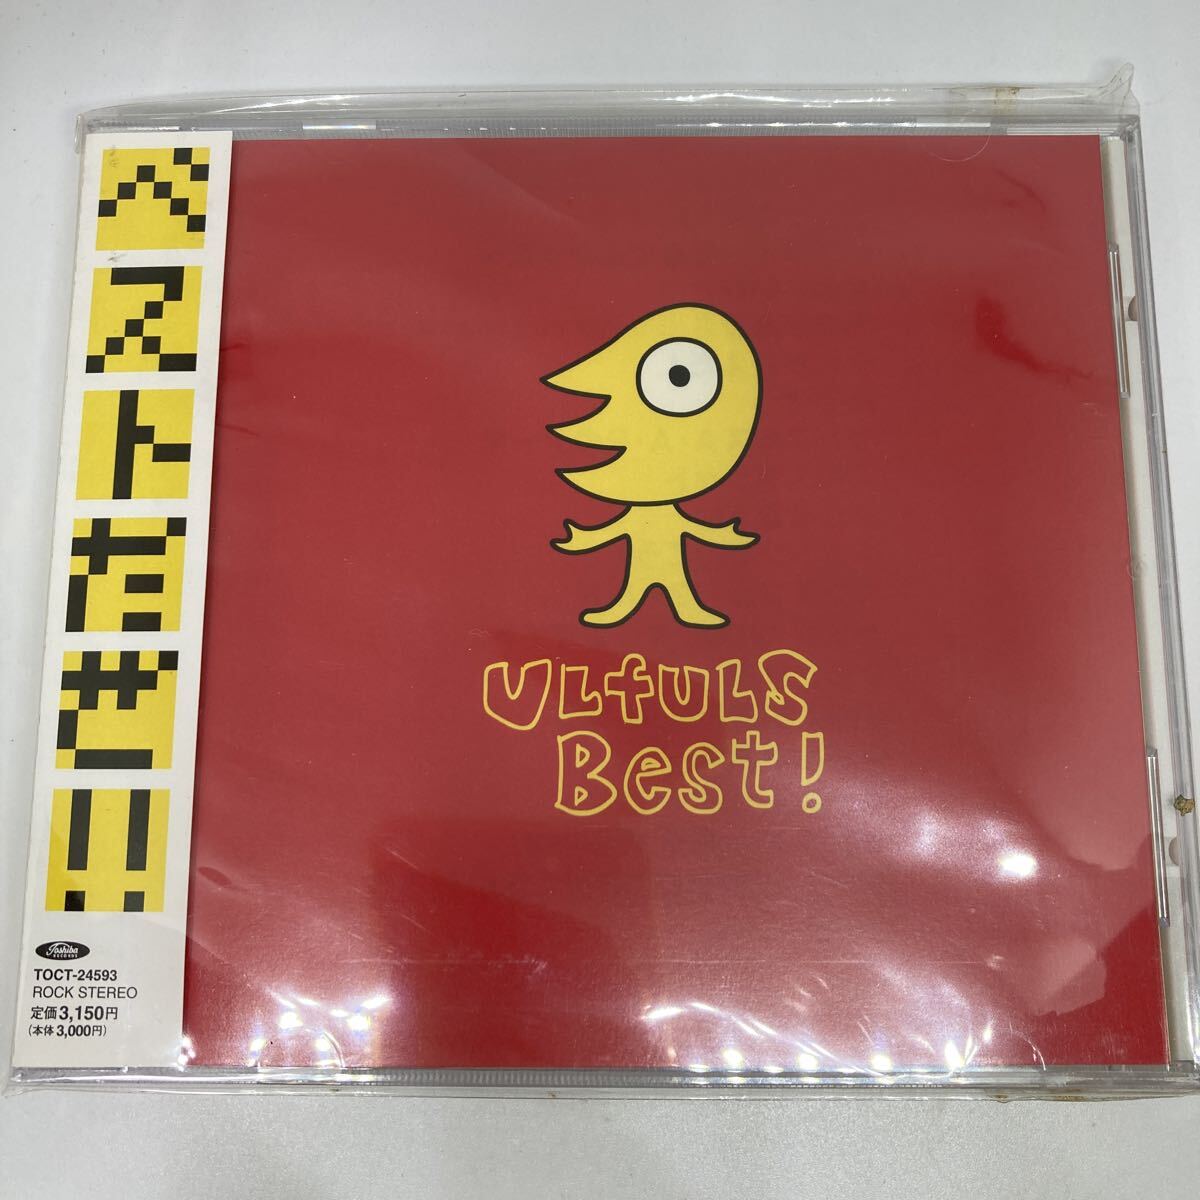 ベストだぜ!!
Toshiba
RECORDS
TOCT-24593
ROCK STEREO
定価3,150円
(本体3,000円)
ULfULS
Best!